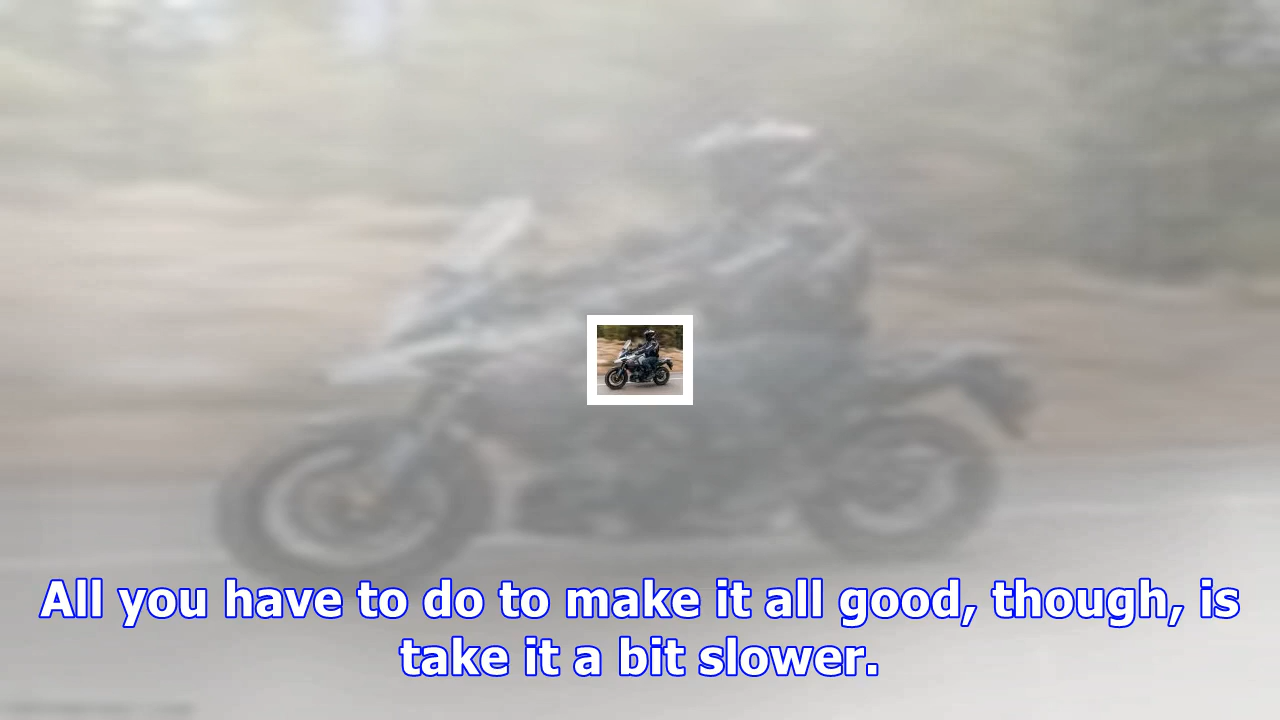 All you have to do to make it all good, though, is
take it a bit slower.